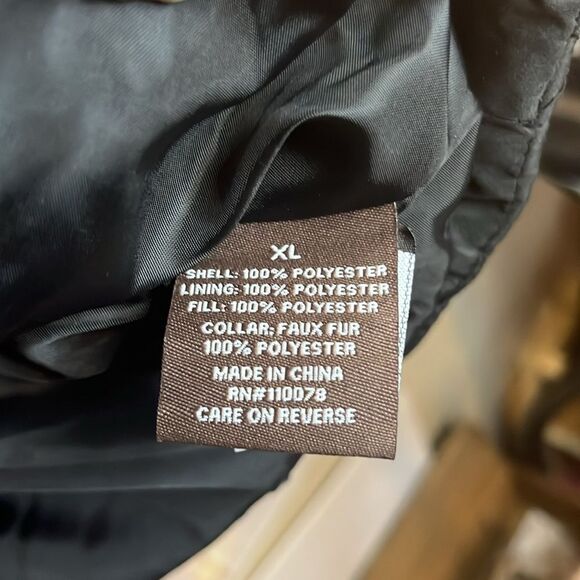 XL
SHELL: 100% POLYESTER
LINING: 100% POLYESTER
FILL: 100% POLYESTER
COLLAR: FAUX FUR
100% POLYESTER
MADE IN CHINA
RN#110078
CARE ON REVERSE